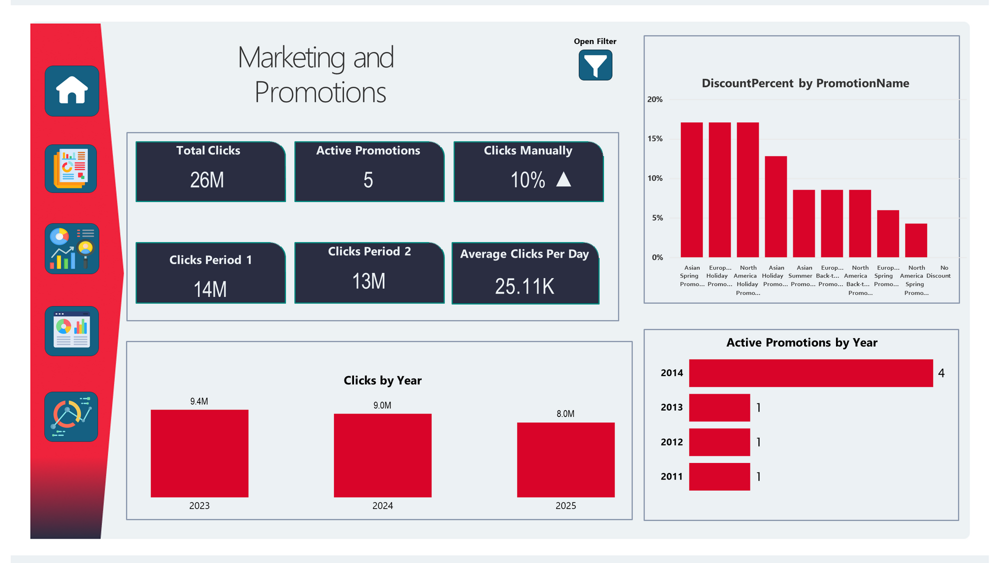 Marketing and
Promotions
Open Filter
Total Clicks
26M
Active Promotions
5
Clicks Manually
10% ▲
Clicks Period 1
14M
Clicks Period 2
13M
Average Clicks Per Day
25.11K
DiscountPercent by PromotionName
20%
15%
10%
5%
0%
Asian
Spring
Promo...
Europ...
Holiday
Promo...
North
America
Holiday
Promo...
Asian
Holiday
Promo...
Asian
Summer
Promo...
Europ...
Back-t...
Promo...
North
America
Back-t...
Promo...
Europ...
Spring
Promo...
North
America
Spring
Promo...
No
Discount
Clicks by Year
9.4M
9.0M
8.0M
2023
2024
2025
Active Promotions by Year
2014 4
2013 1
2012 1
2011 1